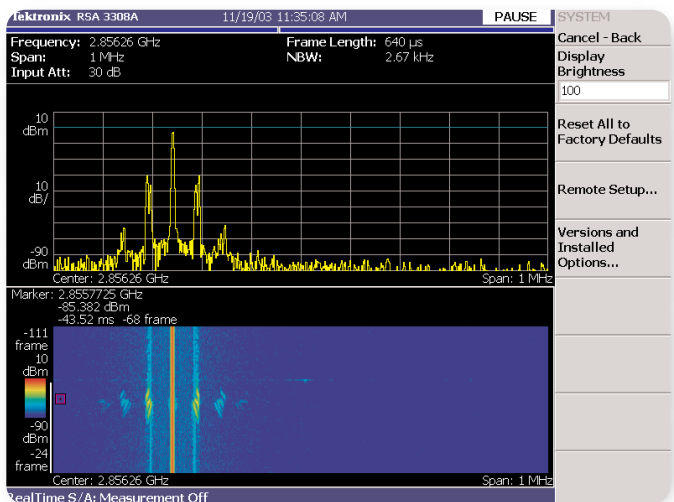 Tektronix RSA 3308A 11/19/03 11:35:08 AM PAUSE SYSTEM
Cancel - Back
Frequency: 2.85626 GHz Frame Length: 640 µs
Span: 1 MHz NBW: 2.67 kHz
Input Att: 30 dB
Display
Brightness
100
Reset All to
Factory Defaults
Remote Setup...
Versions and
Installed
Options...
10
dBm
10
dB/
-90
dBm
Center: 2.85626 GHz Span: 1 MHz
Marker: 2.8557725 GHz
-85.382 dBm
-43.52 ms -68 frame
-111
frame
10
dBm
-90
dBm
-24
frame
Center: 2.85626 GHz Span: 1 MHz
RealTime S/A: Measurement Off